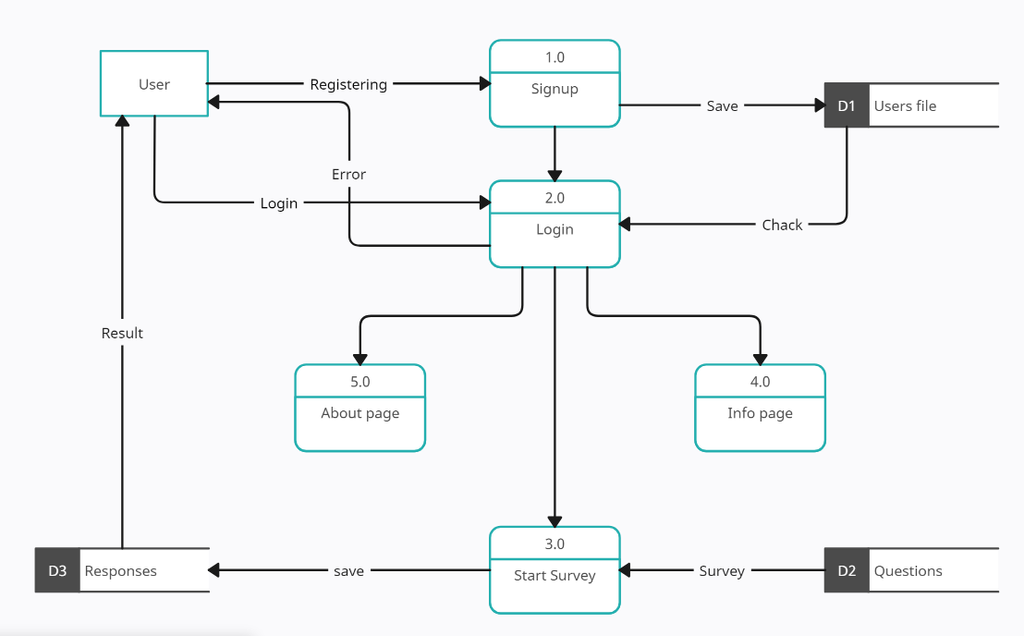 1.0
User
Registering
Signup
Save
D1
Users file
Error
2.0
Login
Login
Chack
Result
5.0
About page
4.0
Info page
3.0
D3
Responses
save
Start Survey
Survey
D2
Questions